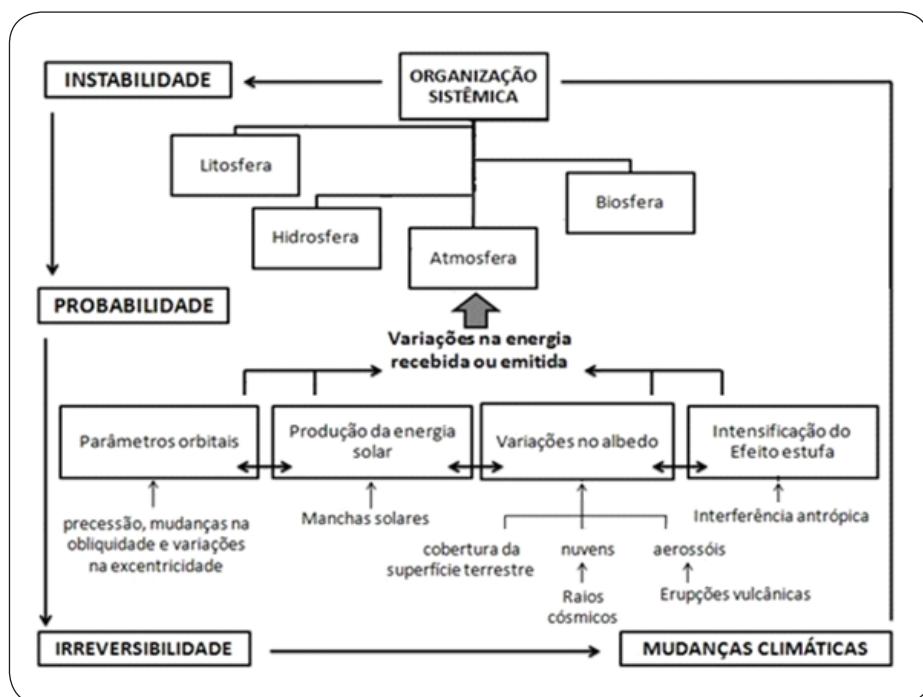 INSTABILIDADE
ORGANIZAÇÃO
SISTÊMICA
Litosfera
Biosfera
Hidrosfera
Atmosfera
PROBABILIDADE
Variações na energia
recebida ou emitida
Parâmetros orbitais
Produção da energia
solar
Variações no albedo
Intensificação do
Efeito estufa
precessão, mudanças na
obliquidade e variações
na excentricidade
Manchas solares
cobertura da
superfície terrestre
nuvens
aerossóis
Interferência antrópica
Raios
cósmicos
Erupções vulcânicas
IRREVERSIBILIDADE
MUDANÇAS CLIMÁTICAS